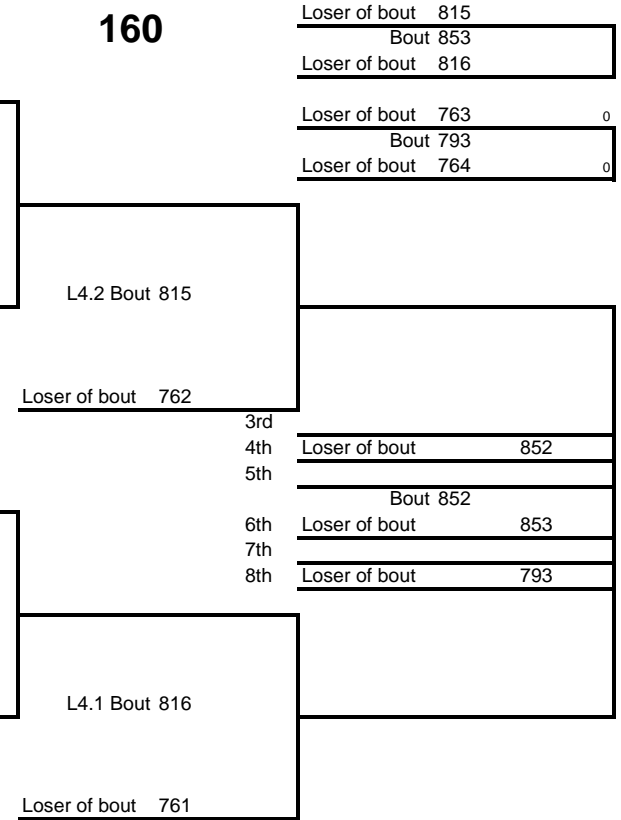 160
Loser of bout 815
Bout 853
Loser of bout 816
Loser of bout 763 0
Bout 793
Loser of bout 764 0
L4.2 Bout 815
Loser of bout 762
3rd
4th Loser of bout 852
5th
Bout 852
6th Loser of bout 853
7th
8th Loser of bout 793
L4.1 Bout 816
Loser of bout 761